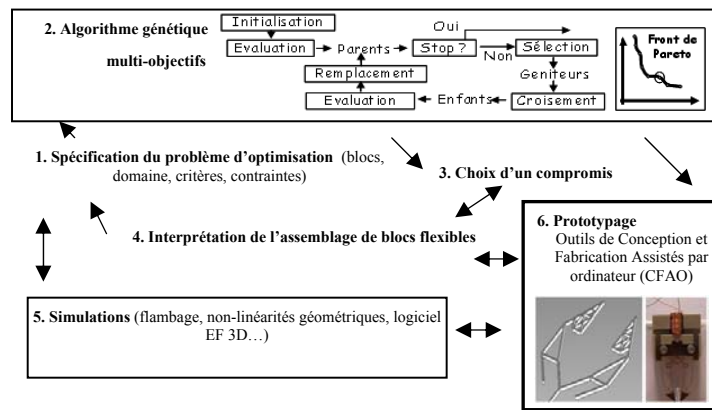 2. Algorithme génétique
multi-objectifs
Initialisation
Evaluation
Parents
Stop ?
Oui
Non
Sélection
Geniteurs
Croisement
Enfants
Evaluation
Remplacement
Front de
Pareto
1. Spécification du problème d'optimisation (blocs,
domaine, critères, contraintes)
3. Choix d'un compromis
4. Interprétation de l'assemblage de blocs flexibles
5. Simulations (flambage, non-linéarités géométriques, logiciel
EF 3D…)
6. Prototypage
Outils de Conception et
Fabrication Assistés par
ordinateur (CFAO)